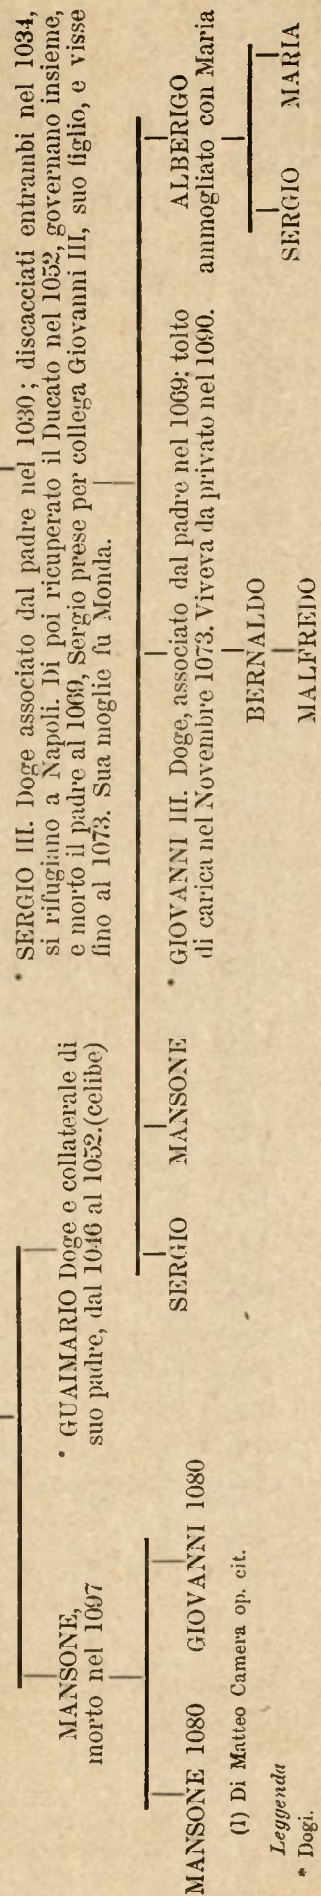 * SERGIO III. Doge associato dal padre nel 1030; discacciati entrambi nel 1034,
si rifugiano a Napoli. Di poi ricuperato il Ducato nel 1052, governano insieme,
e morto il padre al 1069, Sergio prese per collega Giovanni III, suo figlio, e visse
fino al 1073. Sua moglie fu Monda.
* GUAIMARIO Doge e collaterale di
suo padre, dal 1046 al 1052.(celibe)
MANSONE,
morto nel 1097
MANSONE 1080 GIOVANNI 1080
SERGIO MANSONE
* GIOVANNI III. Doge, associato dal padre nel 1069; tolto
di carica nel Novembre 1073. Viveva da privato nel 1090.
ALBERIGO
ammogliato con Maria
BERNALDO
MALFREDO
SERGIO MARIA
(1) Di Matteo Camera op. cit.
Leggenda
* Dogi.